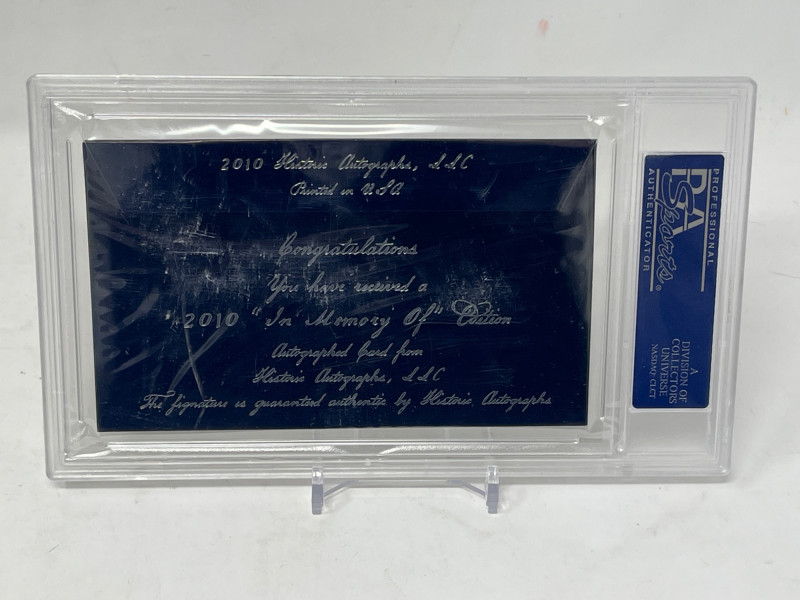 2010 Historic Autographs, LLC
Printed in U.S.A
Congratulations
You have received a
2010 "In Memory Of" Edition
Autographed Card from
Historic Autographs, LLC
The signature is guaranteed authentic by Historic Autographs
PROFESSIONAL
PSA
Sports®
AUTHENTICATOR
A
DIVISION OF
COLLECTORS
UNIVERSE
NASDAQ: CLCT